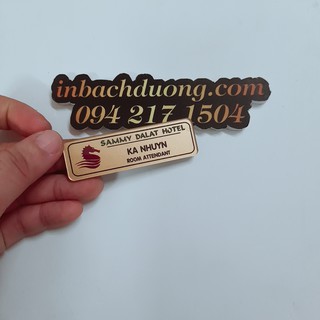 inbachduong.com
094 217 1504
SAMMY DALAT HOTEL
KA NHUYN
ROOM ATTENDANT